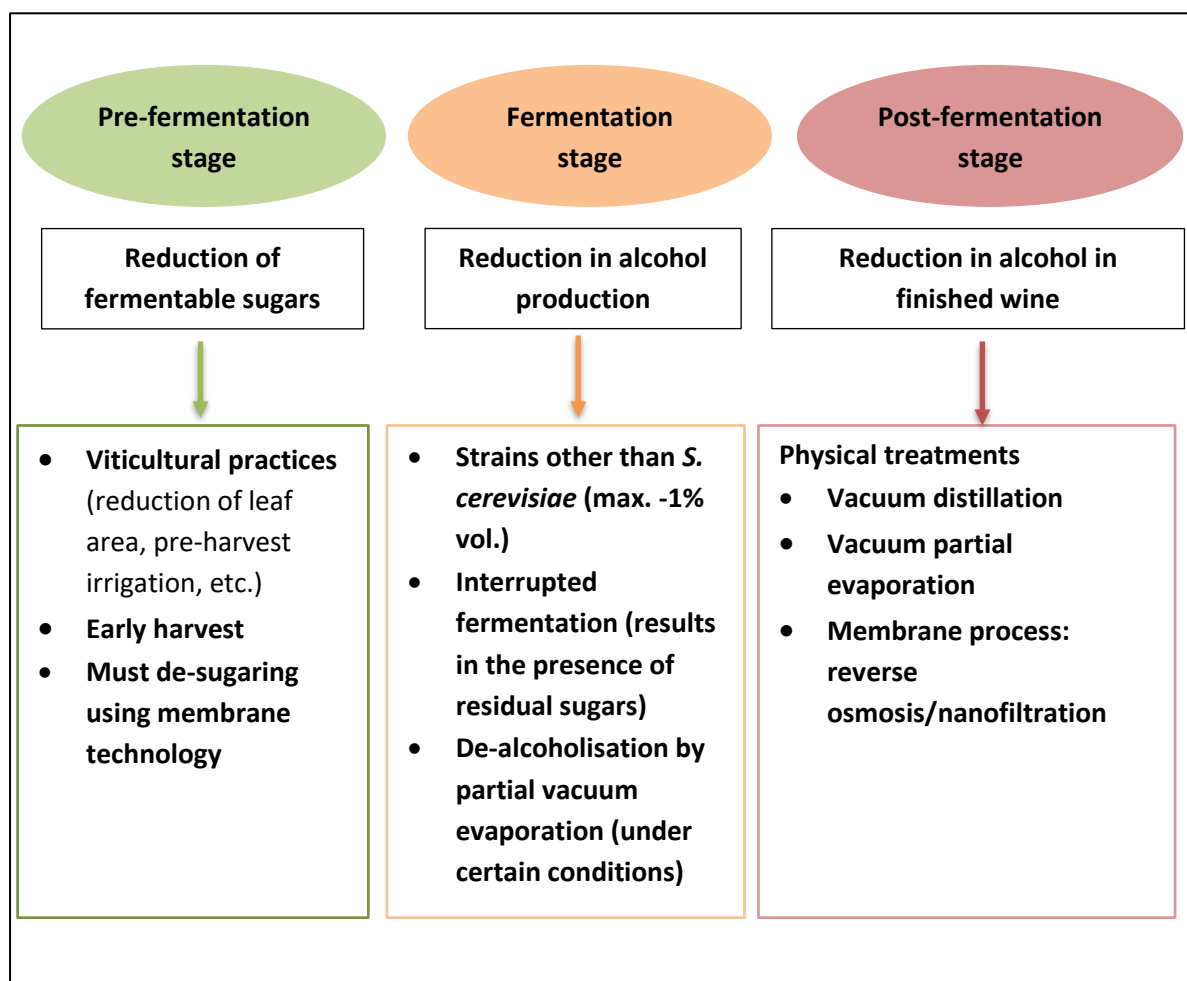 Pre-fermentation
stage
Fermentation
stage
Post-fermentation
stage
Reduction of
fermentable sugars
Reduction in alcohol
production
Reduction in alcohol in
finished wine
• Viticultural practices
(reduction of leaf
area, pre-harvest
irrigation, etc.)
• Early harvest
• Must de-sugaring
using membrane
technology
• Strains other than S.
cerevisiae (max. -1%
vol.)
• Interrupted
fermentation (results
in the presence of
residual sugars)
• De-alcoholisation by
partial vacuum
evaporation (under
certain conditions)
Physical treatments
• Vacuum distillation
• Vacuum partial
evaporation
• Membrane process:
reverse
osmosis/nanofiltration